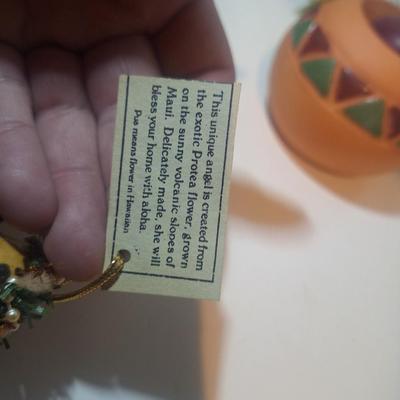 This unique angel is created from
the exotic Protea flower, grown
on the sunny volcanic slopes of
Maui. Delicately made, she will
bless your home with aloha.
Pua means flower in Hawaiian